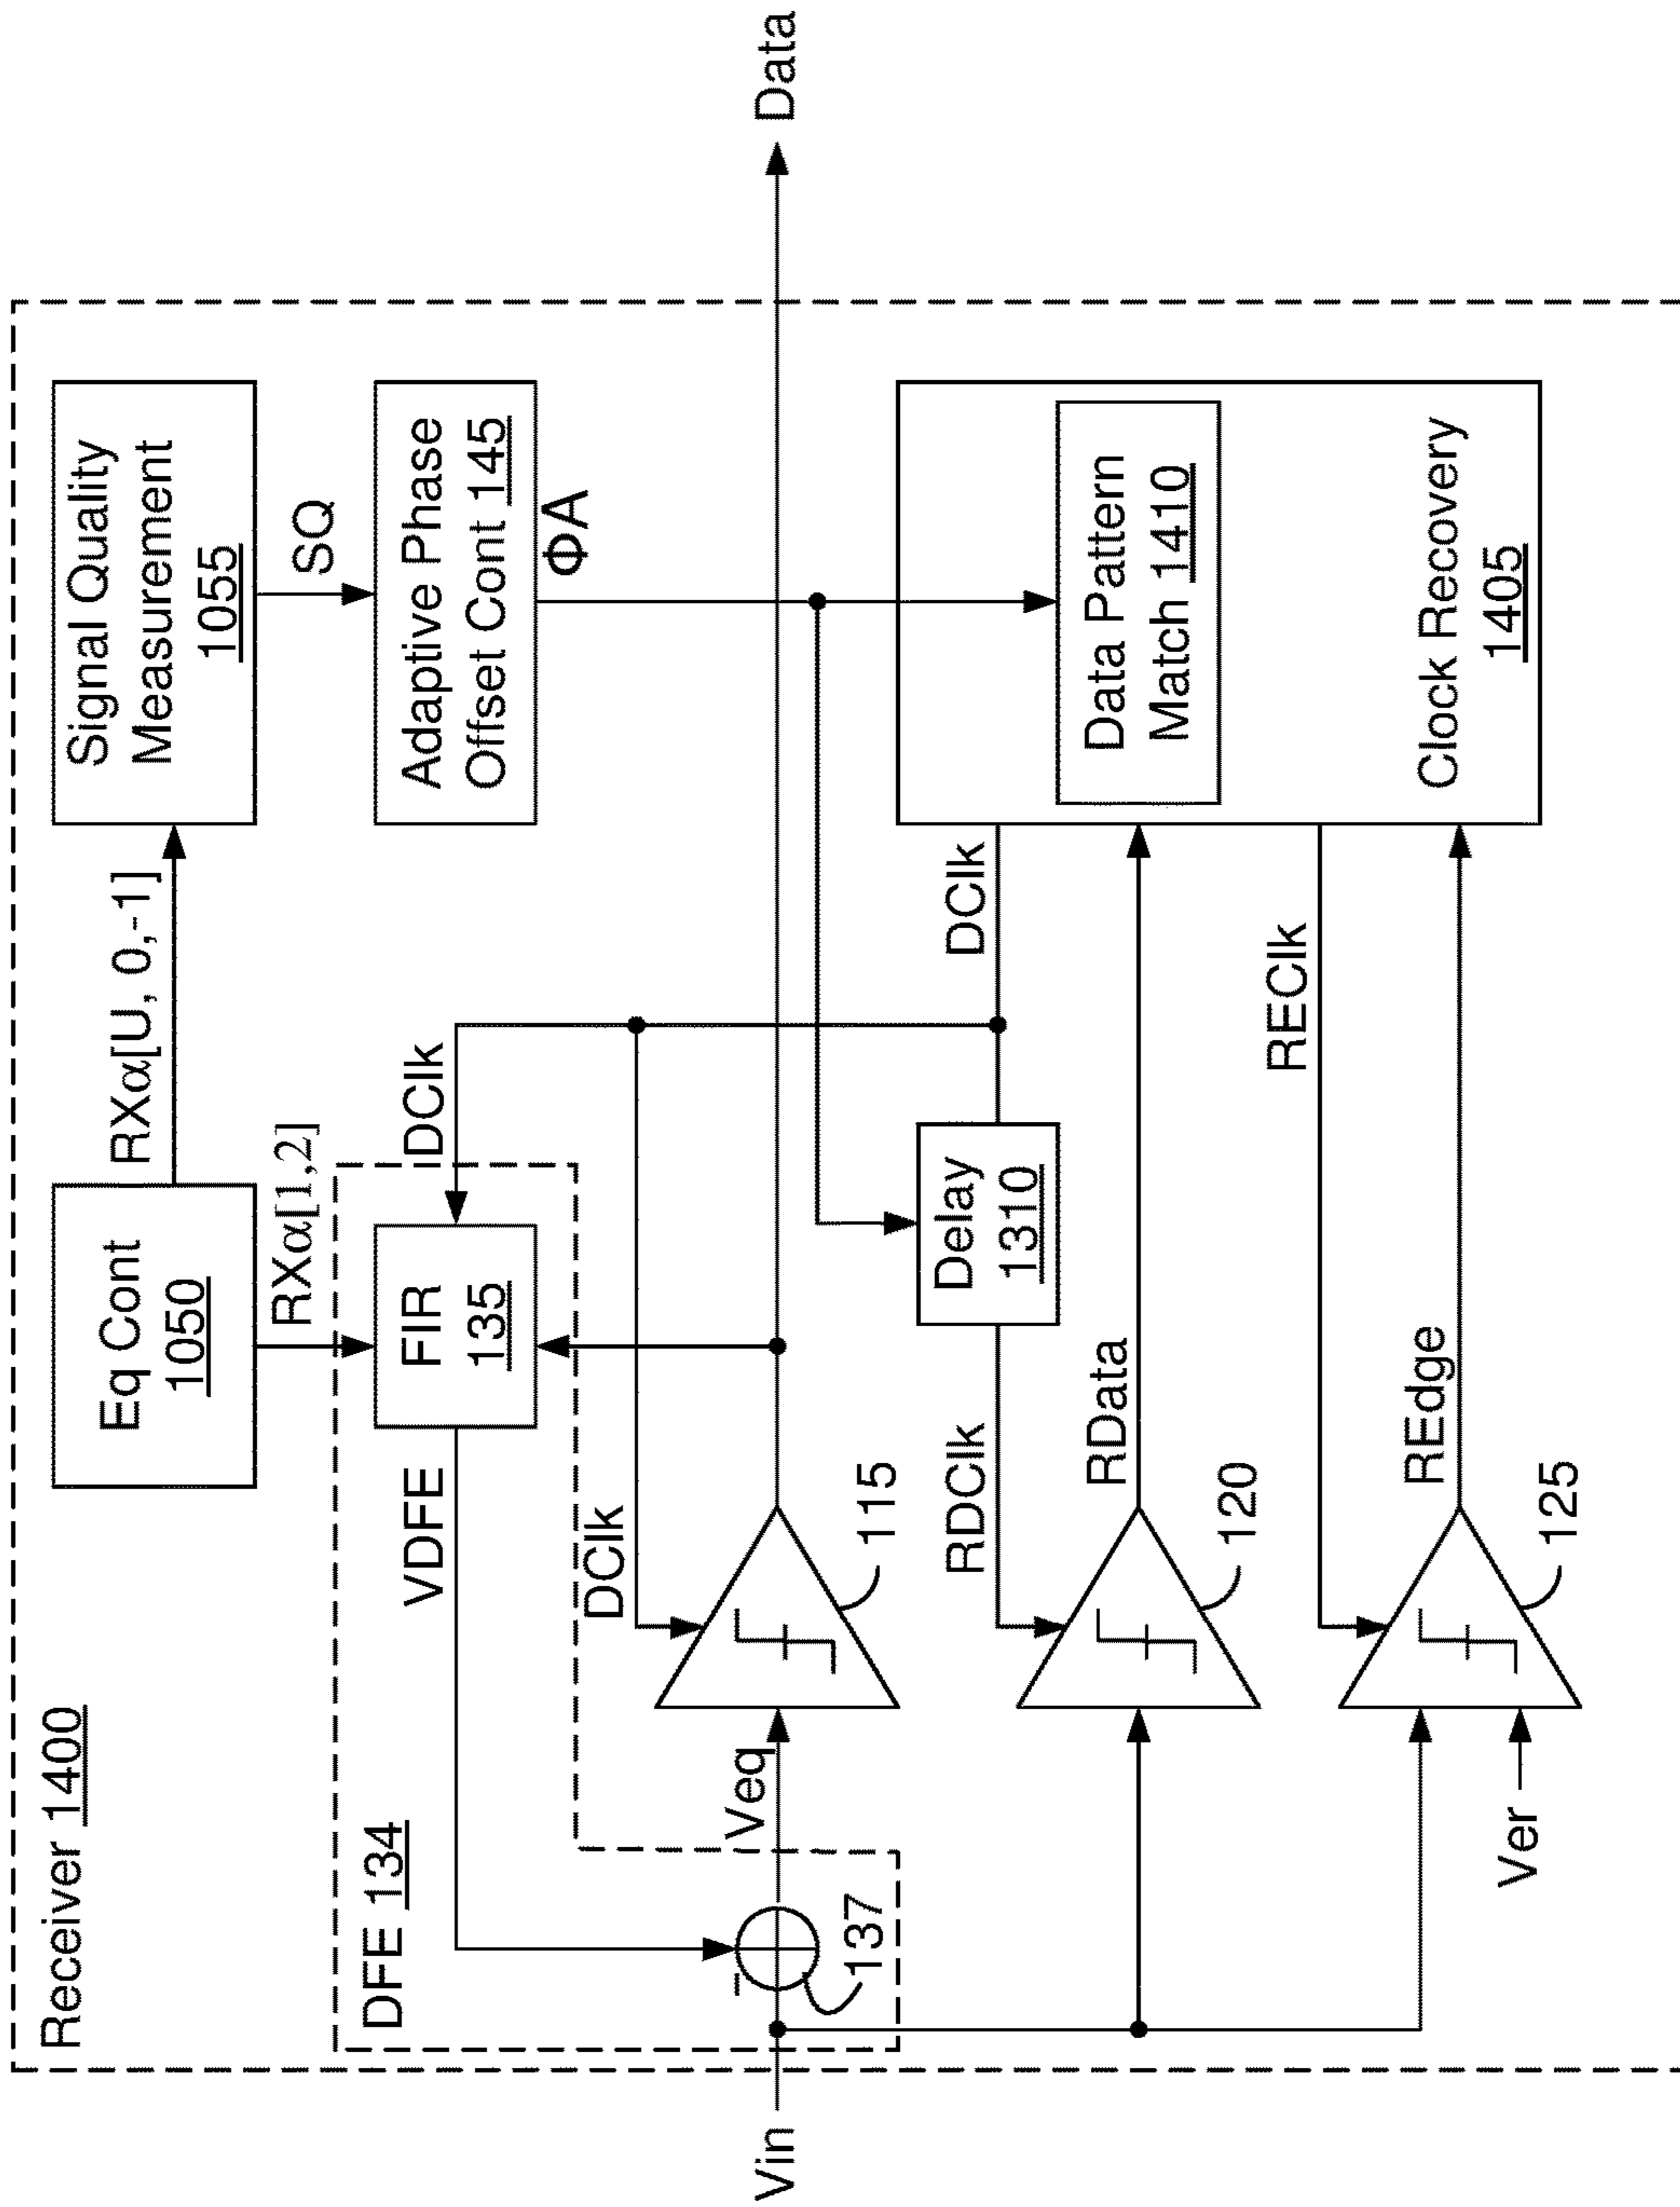 Receiver 1400
Eq Cont
1050
RXα[U, 0,-1]
Signal Quality
Measurement
1055
RXα[1,2]
SQ
DFE 134
VDFE
FIR
135
DClk
Adaptive Phase
Offset Cont 145
ΦA
DClk
Vin
137
Veq
115
Data
RDClk
Delay
1310
DClk
Data Pattern
Match 1410
RData
120
REClk
Clock Recovery
1405
REdge
Ver
125